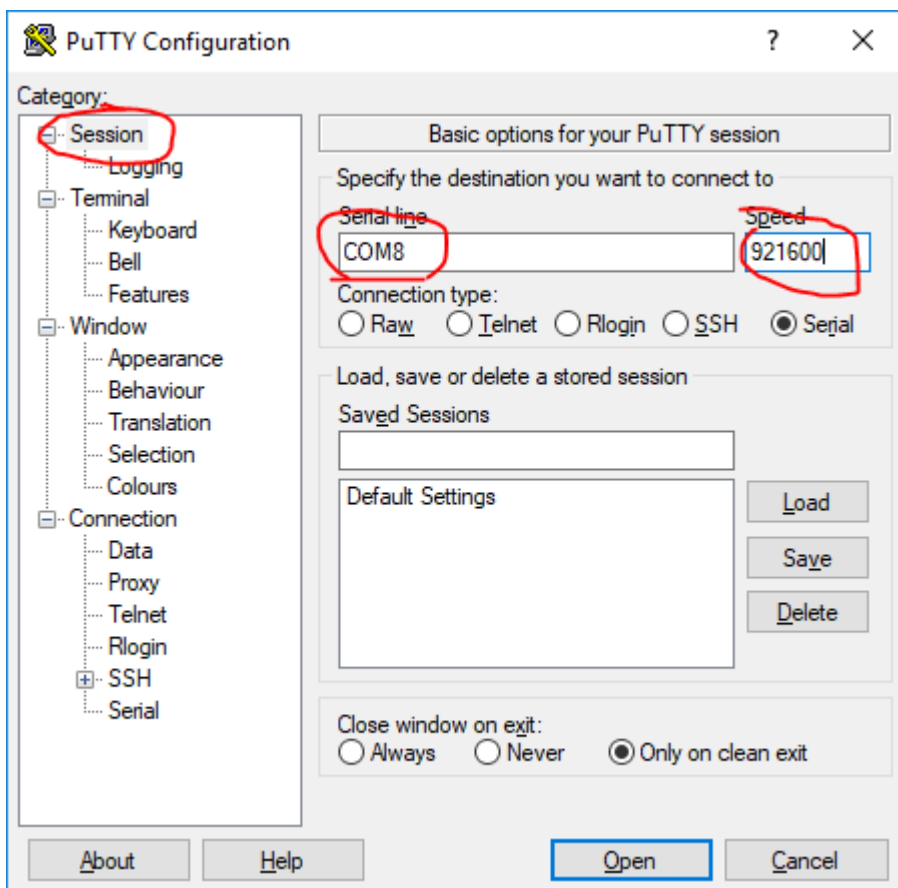 PuTTY Configuration
?
Category:
Session
Logging
Terminal
Keyboard
Bell
Features
Window
Appearance
Behaviour
Translation
Selection
Colours
Connection
Data
Proxy
Telnet
Rlogin
SSH
Serial
Basic options for your PuTTY session
Specify the destination you want to connect to
Serial line Speed
COM8 921600
Connection type:
Raw Telnet Rlogin SSH Serial
Load, save or delete a stored session
Saved Sessions
Default Settings
Load
Save
Delete
Close window on exit:
Always Never Only on clean exit
About Help Open Cancel